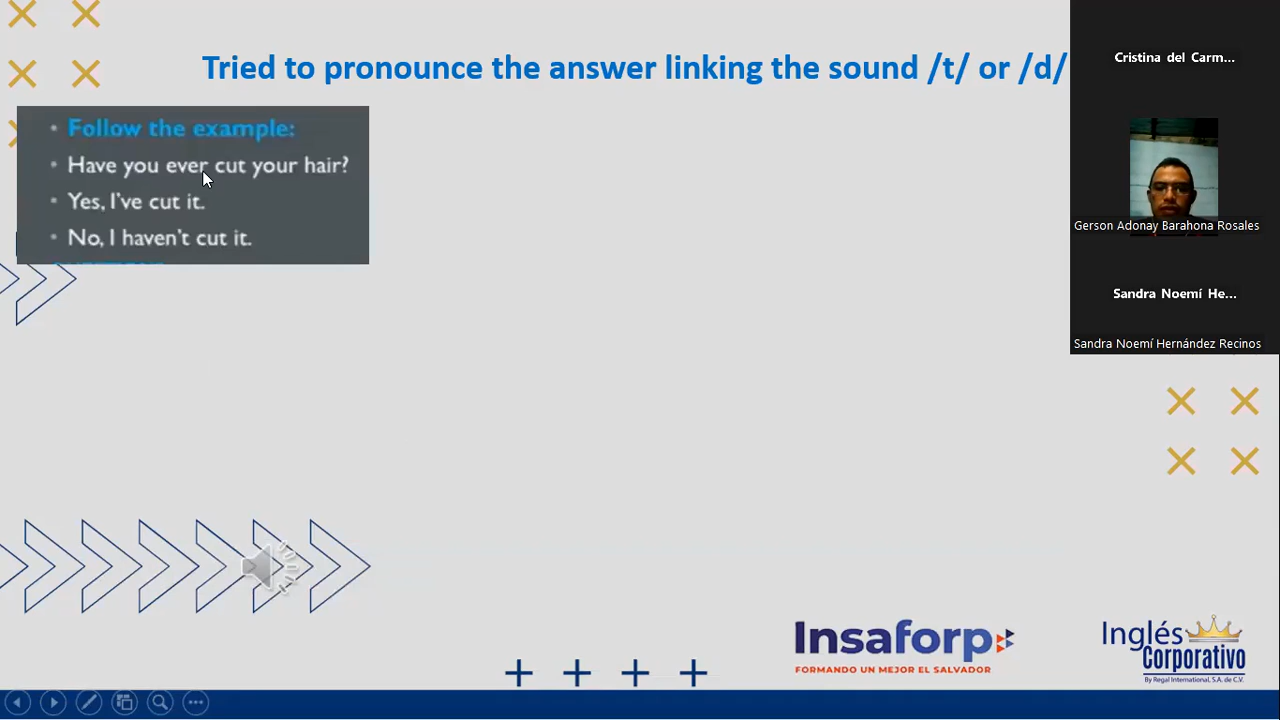 Tried to pronounce the answer linking the sound /t/ or /d/
• Follow the example:
• Have you ever cut your hair?
• Yes, I've cut it.
• No, I haven't cut it.
Cristina del Carm...
Gerson Adonay Barahona Rosales
Sandra Noemí He...
Sandra Noemí Hernández Recinos
Insaforp
FORMANDO UN MEJOR EL SALVADOR
Inglés
Corporativo
By Regal International, S.A. de C.V.